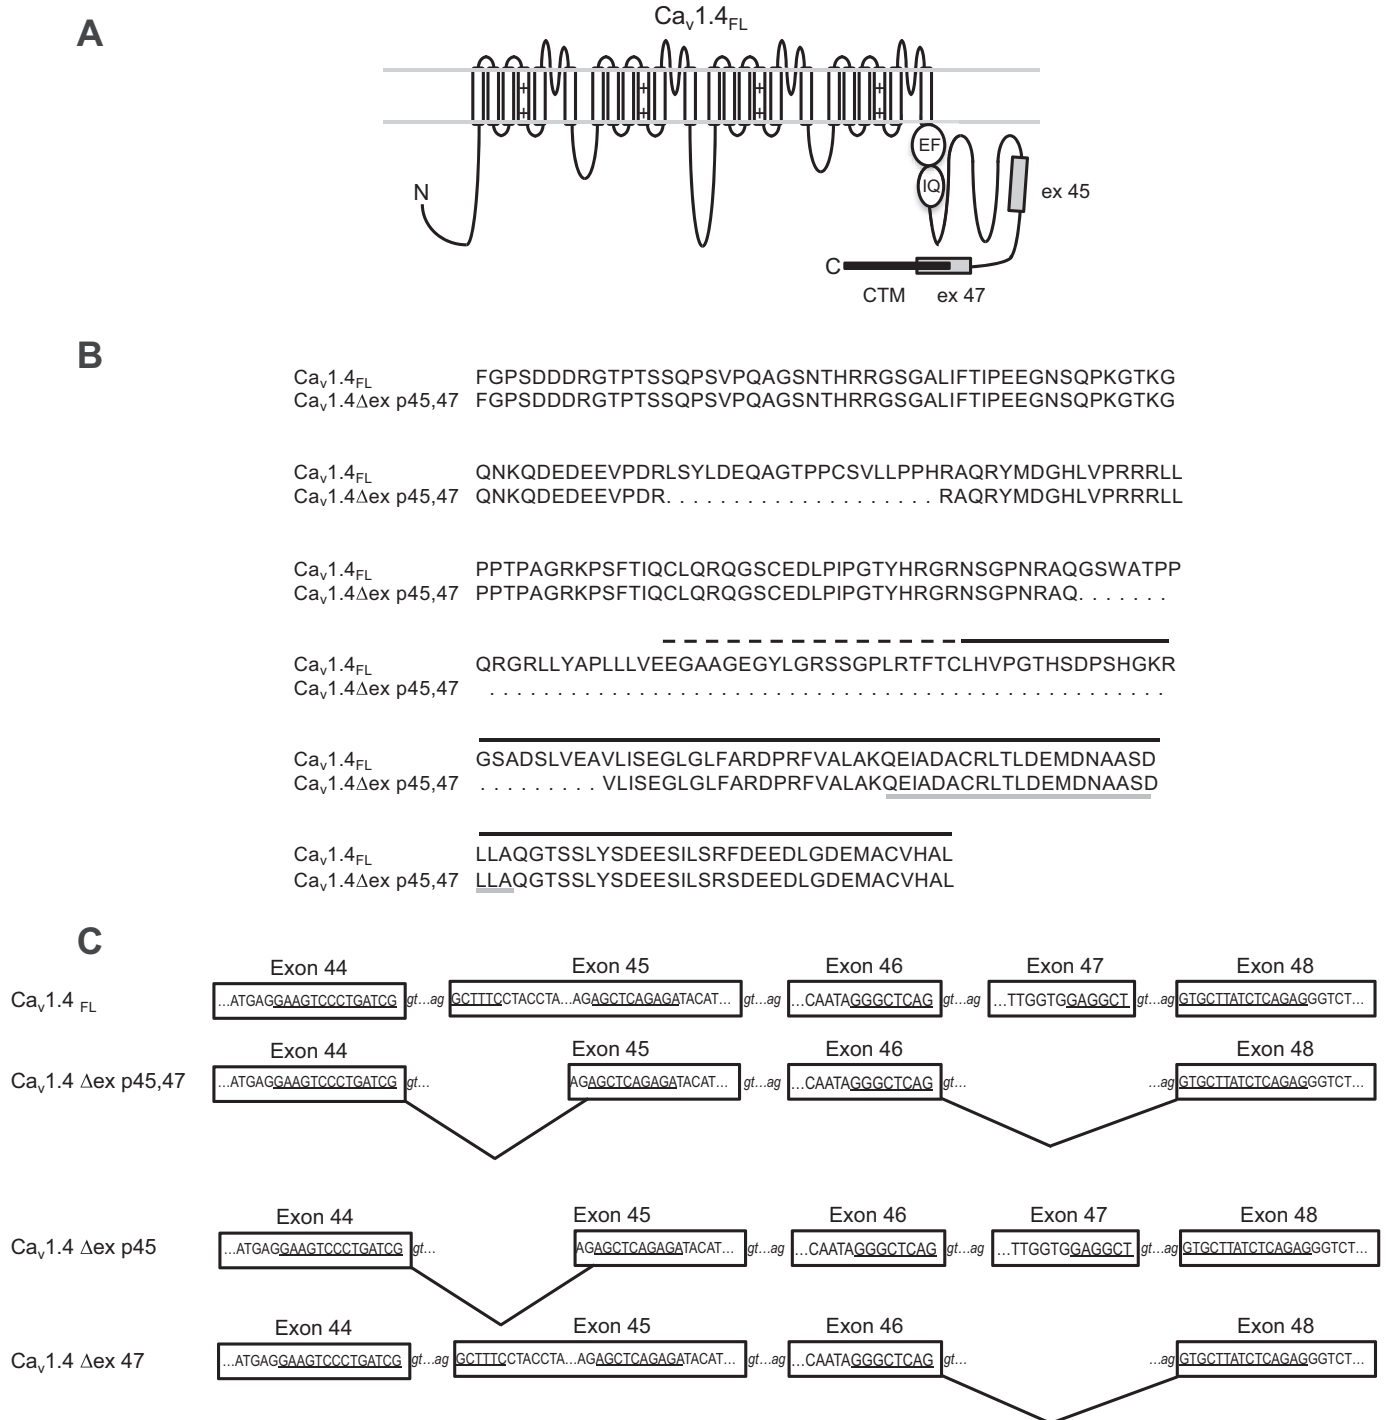 A
Cav1.4FL
+ + + +
+ + + +
EF
IQ
N
ex 45
C
CTM ex 47
B
Cav1.4FL FGPSDDDRGTPTSSQPSVPQAGSNTHRRGSGALIFTIPEEGNSQPKGTKG
Cav1.4Δex p45,47 FGPSDDDRGTPTSSQPSVPQAGSNTHRRGSGALIFTIPEEGNSQPKGTKG
Cav1.4FL QNKQDEDEEVPDRLSYLDEQAGTPPCSVLLPPHRAQRYMDGHLVPRRRLL
Cav1.4Δex p45,47 QNKQDEDEEVPDR. . . . . . . . . . . . . . . . . . . . RAQRYMDGHLVPRRRLL
Cav1.4FL PPTPAGRKPSFTIQCLQRQGSCEDLPIPGTYHRGRNSGPNRAQGSWATPP
Cav1.4Δex p45,47 PPTPAGRKPSFTIQCLQRQGSCEDLPIPGTYHRGRNSGPNRAQ. . . . . . .
Cav1.4FL QRGRLLYAPLLLVEEGAAGEGYLGRSSGPLRTFTCLHVPGTHSDPSHGKR
Cav1.4Δex p45,47 . . . . . . . . . . . . . . . . . . . . . . . . . . . . . . . . . . . . . . . . . . . . . . . . . .
Cav1.4FL GSADSLVEAVLISEGLGLFARDPRFVALAKQEIADACRLTLDEMDNAASD
Cav1.4Δex p45,47 . . . . . . . . . VLISEGLGLFARDPRFVALAKQEIADACRLTLDEMDNAASD
Cav1.4FL LLAQGTSSLYSDEESILSRFDEEDLGDEMACVHAL
Cav1.4Δex p45,47 LLAQGTSSLYSDEESILSRSDEEDLGDEMACVHAL
C
Exon 44 Exon 45 Exon 46 Exon 47 Exon 48
Cav1.4 FL ...ATGAGGAAGTCCCTGATCG gt...ag GCTTTCCTACCTA...AGAGCTCAGAGATACAT... gt...ag ...CAATAGGGCTCAG gt...ag ...TTGGTGGAGGCT gt...ag GTGCTTATCTCAGAGGGTCT...
Exon 44 Exon 45 Exon 46 Exon 48
Cav1.4 Δex p45,47 ...ATGAGGAAGTCCCTGATCG gt... AGAGCTCAGAGATACAT... gt...ag ...CAATAGGGCTCAG gt... ...ag GTGCTTATCTCAGAGGGTCT...
Exon 44 Exon 45 Exon 46 Exon 47 Exon 48
Cav1.4 Δex p45 ...ATGAGGAAGTCCCTGATCG gt... AGAGCTCAGAGATACAT... gt...ag ...CAATAGGGCTCAG gt...ag ...TTGGTGGAGGCT gt...ag GTGCTTATCTCAGAGGGTCT...
Exon 44 Exon 45 Exon 46 Exon 48
Cav1.4 Δex 47 ...ATGAGGAAGTCCCTGATCG gt...ag GCTTTCCTACCTA...AGAGCTCAGAGATACAT... gt...ag ...CAATAGGGCTCAG gt... ...ag GTGCTTATCTCAGAGGGTCT...